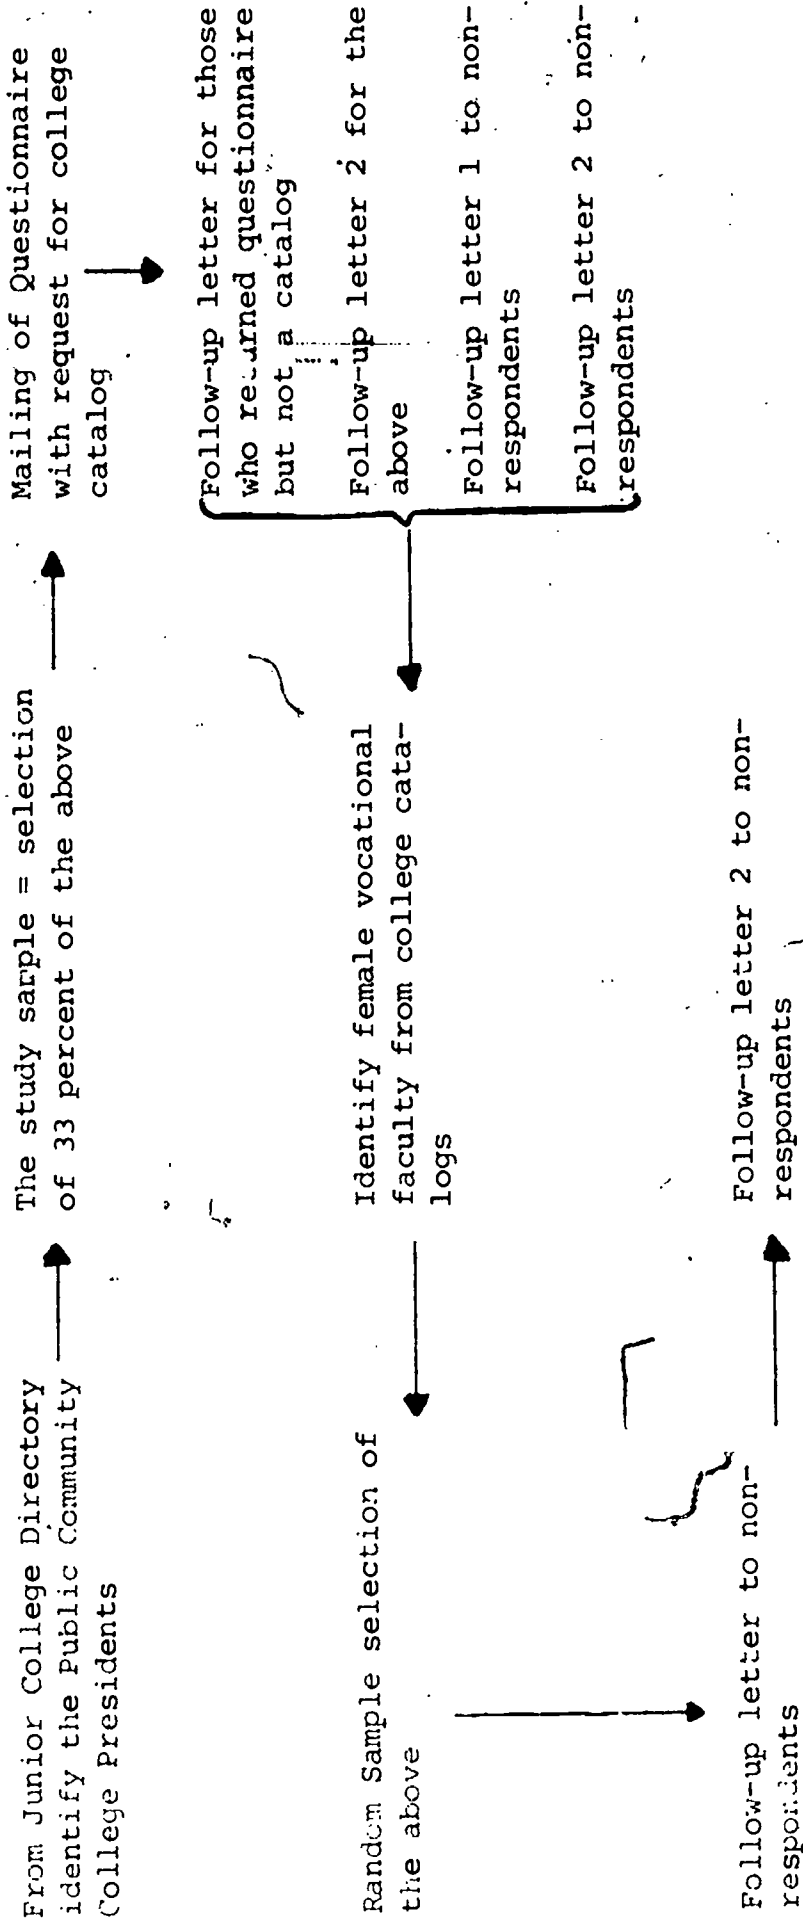 From Junior College Directory
identify the Public Community
College Presidents
The study sarple = selection
of 33 percent of the above
Mailing of Questionnaire
with request for college
catalog
Follow-up letter for those
who returned questionnaire
but not a catalog
Follow-up letter 2 for the
above
Follow-up letter 1 to non-
respondents
Follow-up letter 2 to non-
respondents
Identify female vocational
faculty from college cata-
logs
Random Sample selection of
the above
Follow-up letter to non-
respondents
Follow-up letter 2 to non-
respondents